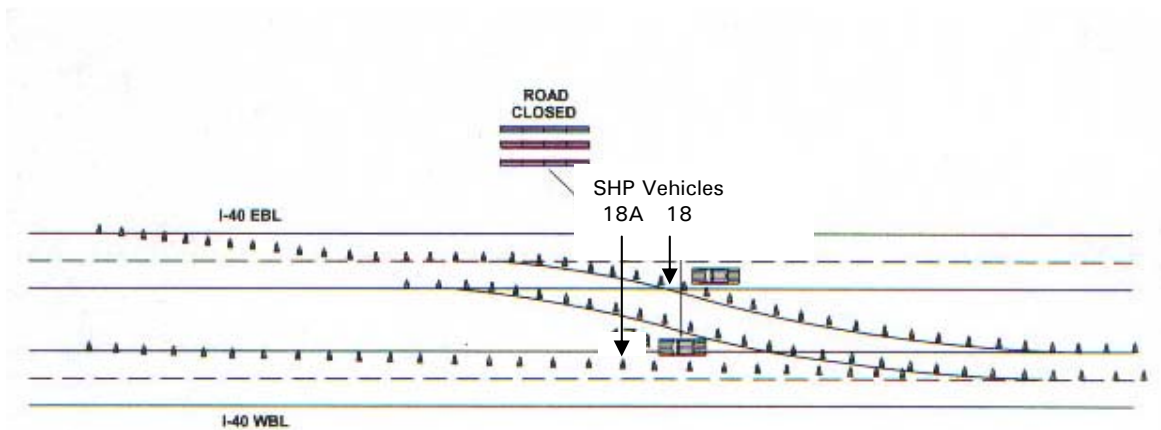 ROAD
CLOSED
SHP Vehicles
18A 18
I-40 EBL
I-40 WBL